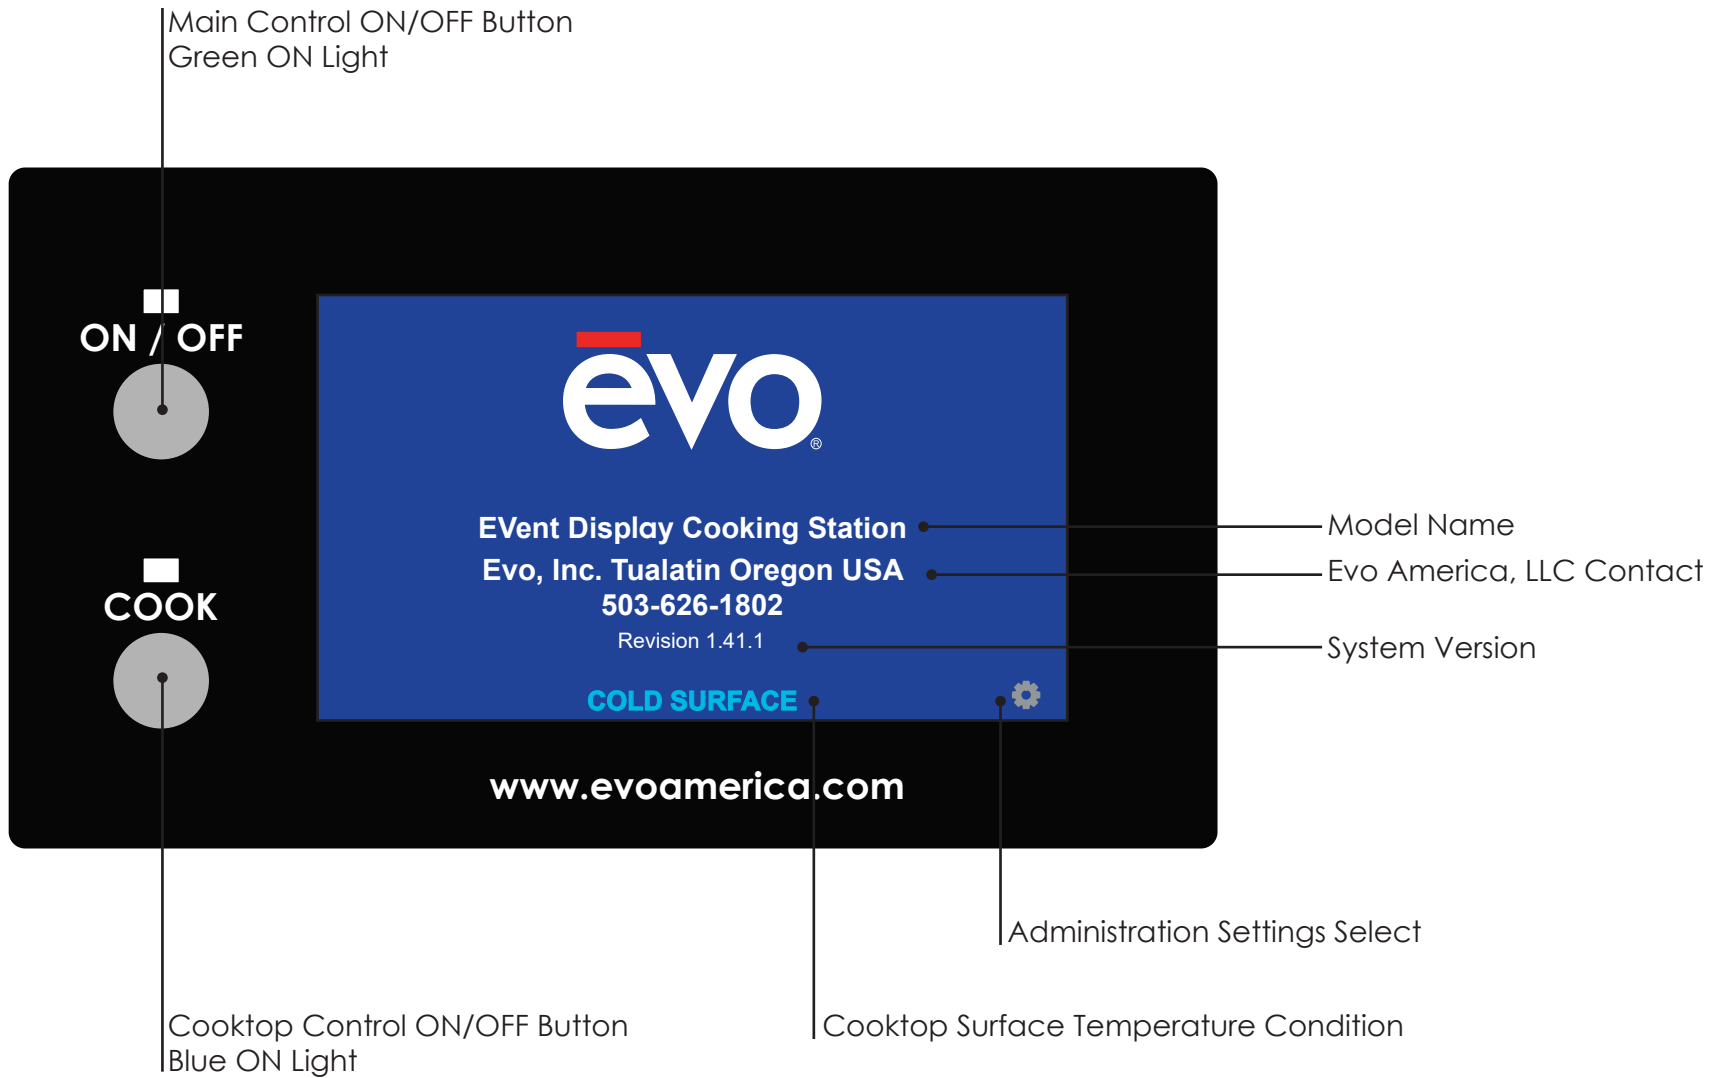 Main Control ON/OFF Button
Green ON Light
ON / OFF
evo®
EVent Display Cooking Station
Model Name
Evo, Inc. Tualatin Oregon USA
Evo America, LLC Contact
503-626-1802
COOK
Revision 1.41.1
System Version
COLD SURFACE
www.evoamerica.com
Administration Settings Select
Cooktop Control ON/OFF Button
Blue ON Light
Cooktop Surface Temperature Condition